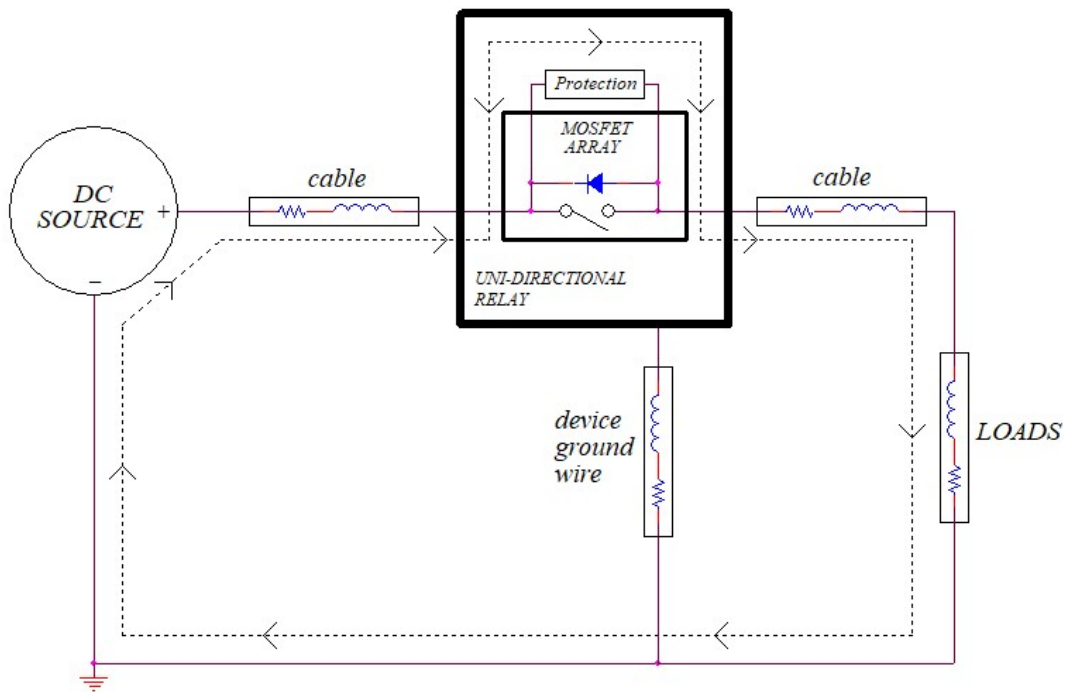 Protection
MOSFET
ARRAY
DC
SOURCE +
−
cable
cable
UNI-DIRECTIONAL
RELAY
device
ground
wire
LOADS